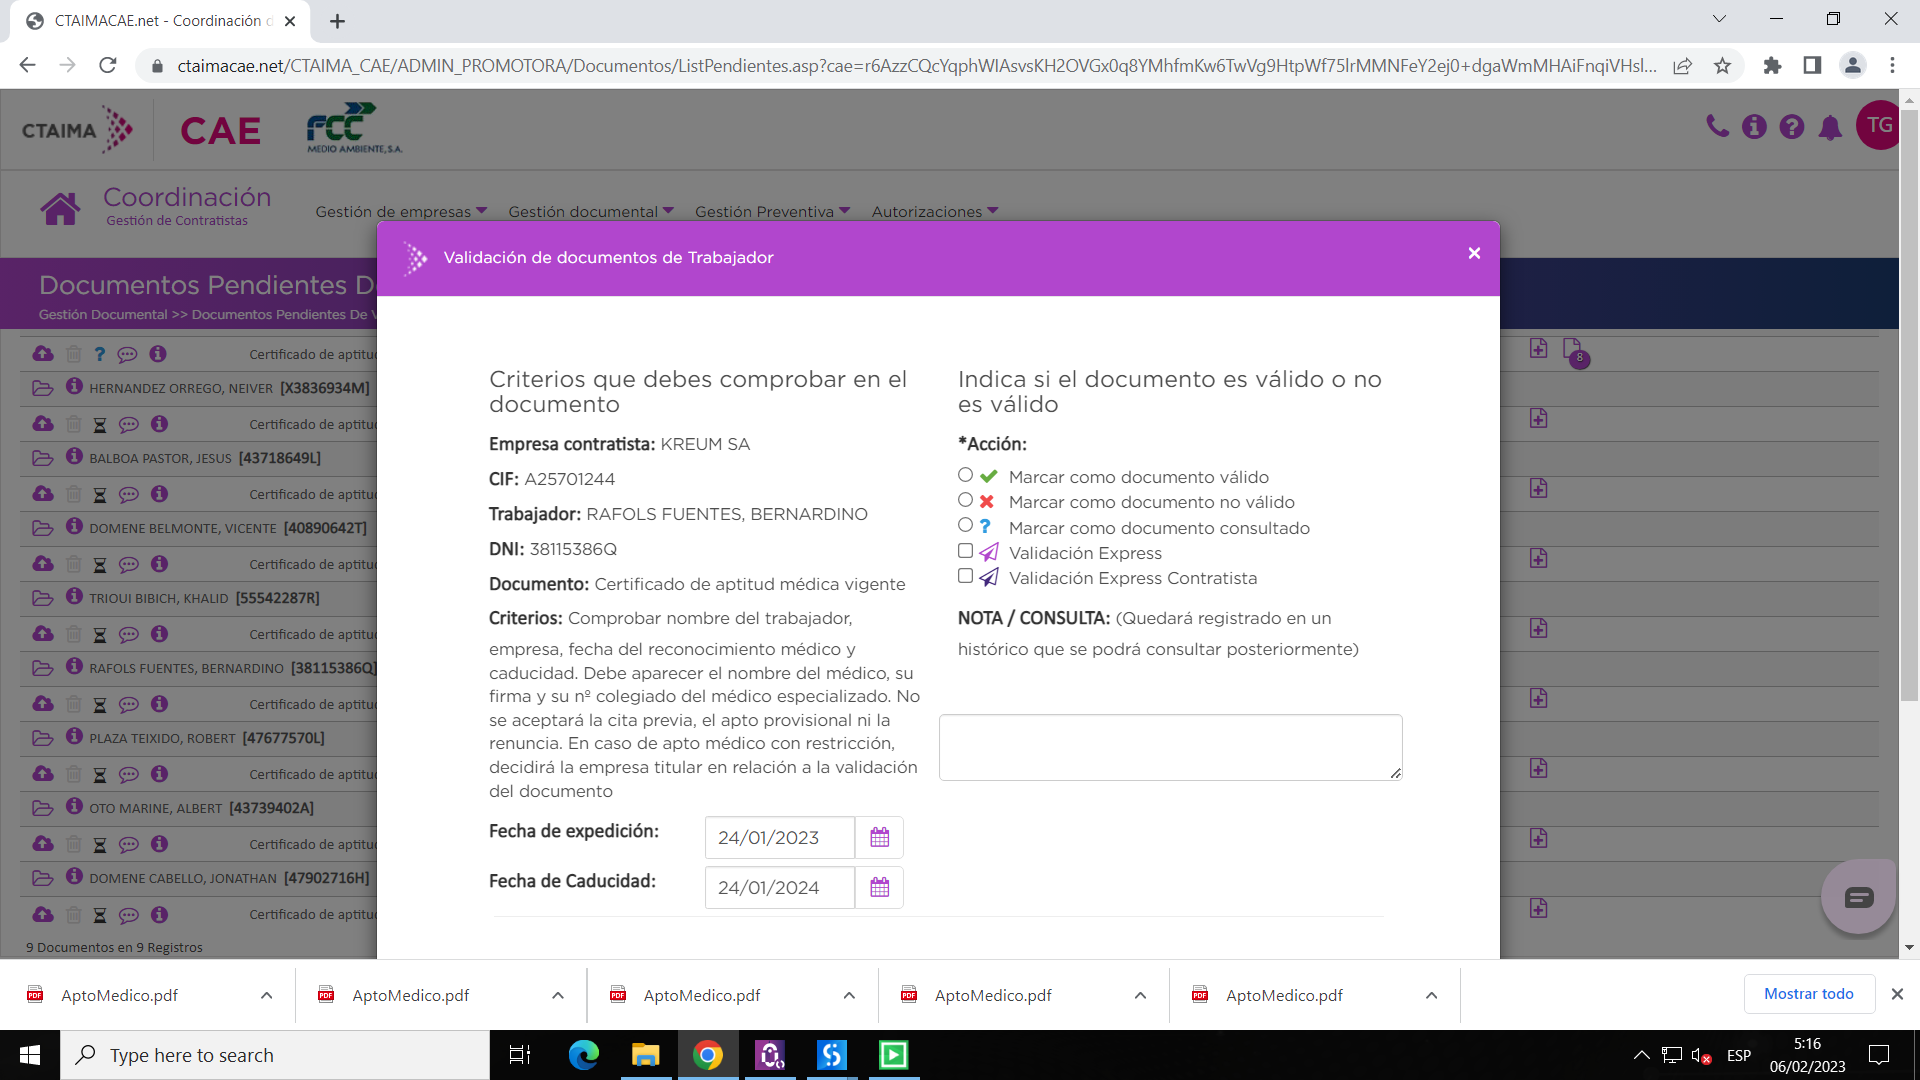 CTAIMACAE.net - Coordinación d
ctaimacae.net/CTAIMA_CAE/ADMIN_PROMOTORA/Documentos/ListPendientes.asp?cae=r6AzzCQcYqphWIAsvsKH2OVGx0q8YMhfmKw6TwVg9HtpWf75lrMMNFeY2ej0+dgaWmMHAiFnqiVHsl...
CTAIMA
CAE
FCC
MEDIO AMBIENTE, S.A.
TG
Coordinación
Gestión de Contratistas
Gestión de empresas
Gestión documental
Gestión Preventiva
Autorizaciones
Documentos Pendientes D
Gestión Documental >> Documentos Pendientes De V
Certificado de aptitud
8
HERNANDEZ ORREGO, NEIVER [X3836934M]
Certificado de aptitud
BALBOA PASTOR, JESUS [43718649L]
Certificado de aptitud
DOMENE BELMONTE, VICENTE [40890642T]
Certificado de aptitud
TRIOUI BIBICH, KHALID [55542287R]
Certificado de aptitud
RAFOLS FUENTES, BERNARDINO [38115386Q]
Certificado de aptitud
PLAZA TEIXIDO, ROBERT [47677570L]
Certificado de aptitud
OTO MARINE, ALBERT [43739402A]
Certificado de aptitud
DOMENE CABELLO, JONATHAN [47902716H]
Certificado de aptitud
9 Documentos en 9 Registros
Validación de documentos de Trabajador
Criterios que debes comprobar en el
documento
Empresa contratista: KREUM SA
CIF: A25701244
Trabajador: RAFOLS FUENTES, BERNARDINO
DNI: 38115386Q
Documento: Certificado de aptitud médica vigente
Criterios: Comprobar nombre del trabajador,
empresa, fecha del reconocimiento médico y
caducidad. Debe aparecer el nombre del médico, su
firma y su nº colegiado del médico especializado. No
se aceptará la cita previa, el apto provisional ni la
renuncia. En caso de apto médico con restricción,
decidirá la empresa titular en relación a la validación
del documento
Fecha de expedición: 24/01/2023
Fecha de Caducidad: 24/01/2024
Indica si el documento es válido o no
es válido
*Acción:
Marcar como documento válido
Marcar como documento no válido
Marcar como documento consultado
Validación Express
Validación Express Contratista
NOTA / CONSULTA: (Quedará registrado en un
histórico que se podrá consultar posteriormente)
AptoMedico.pdf
AptoMedico.pdf
AptoMedico.pdf
AptoMedico.pdf
AptoMedico.pdf
Mostrar todo
Type here to search
ESP
5:16
06/02/2023